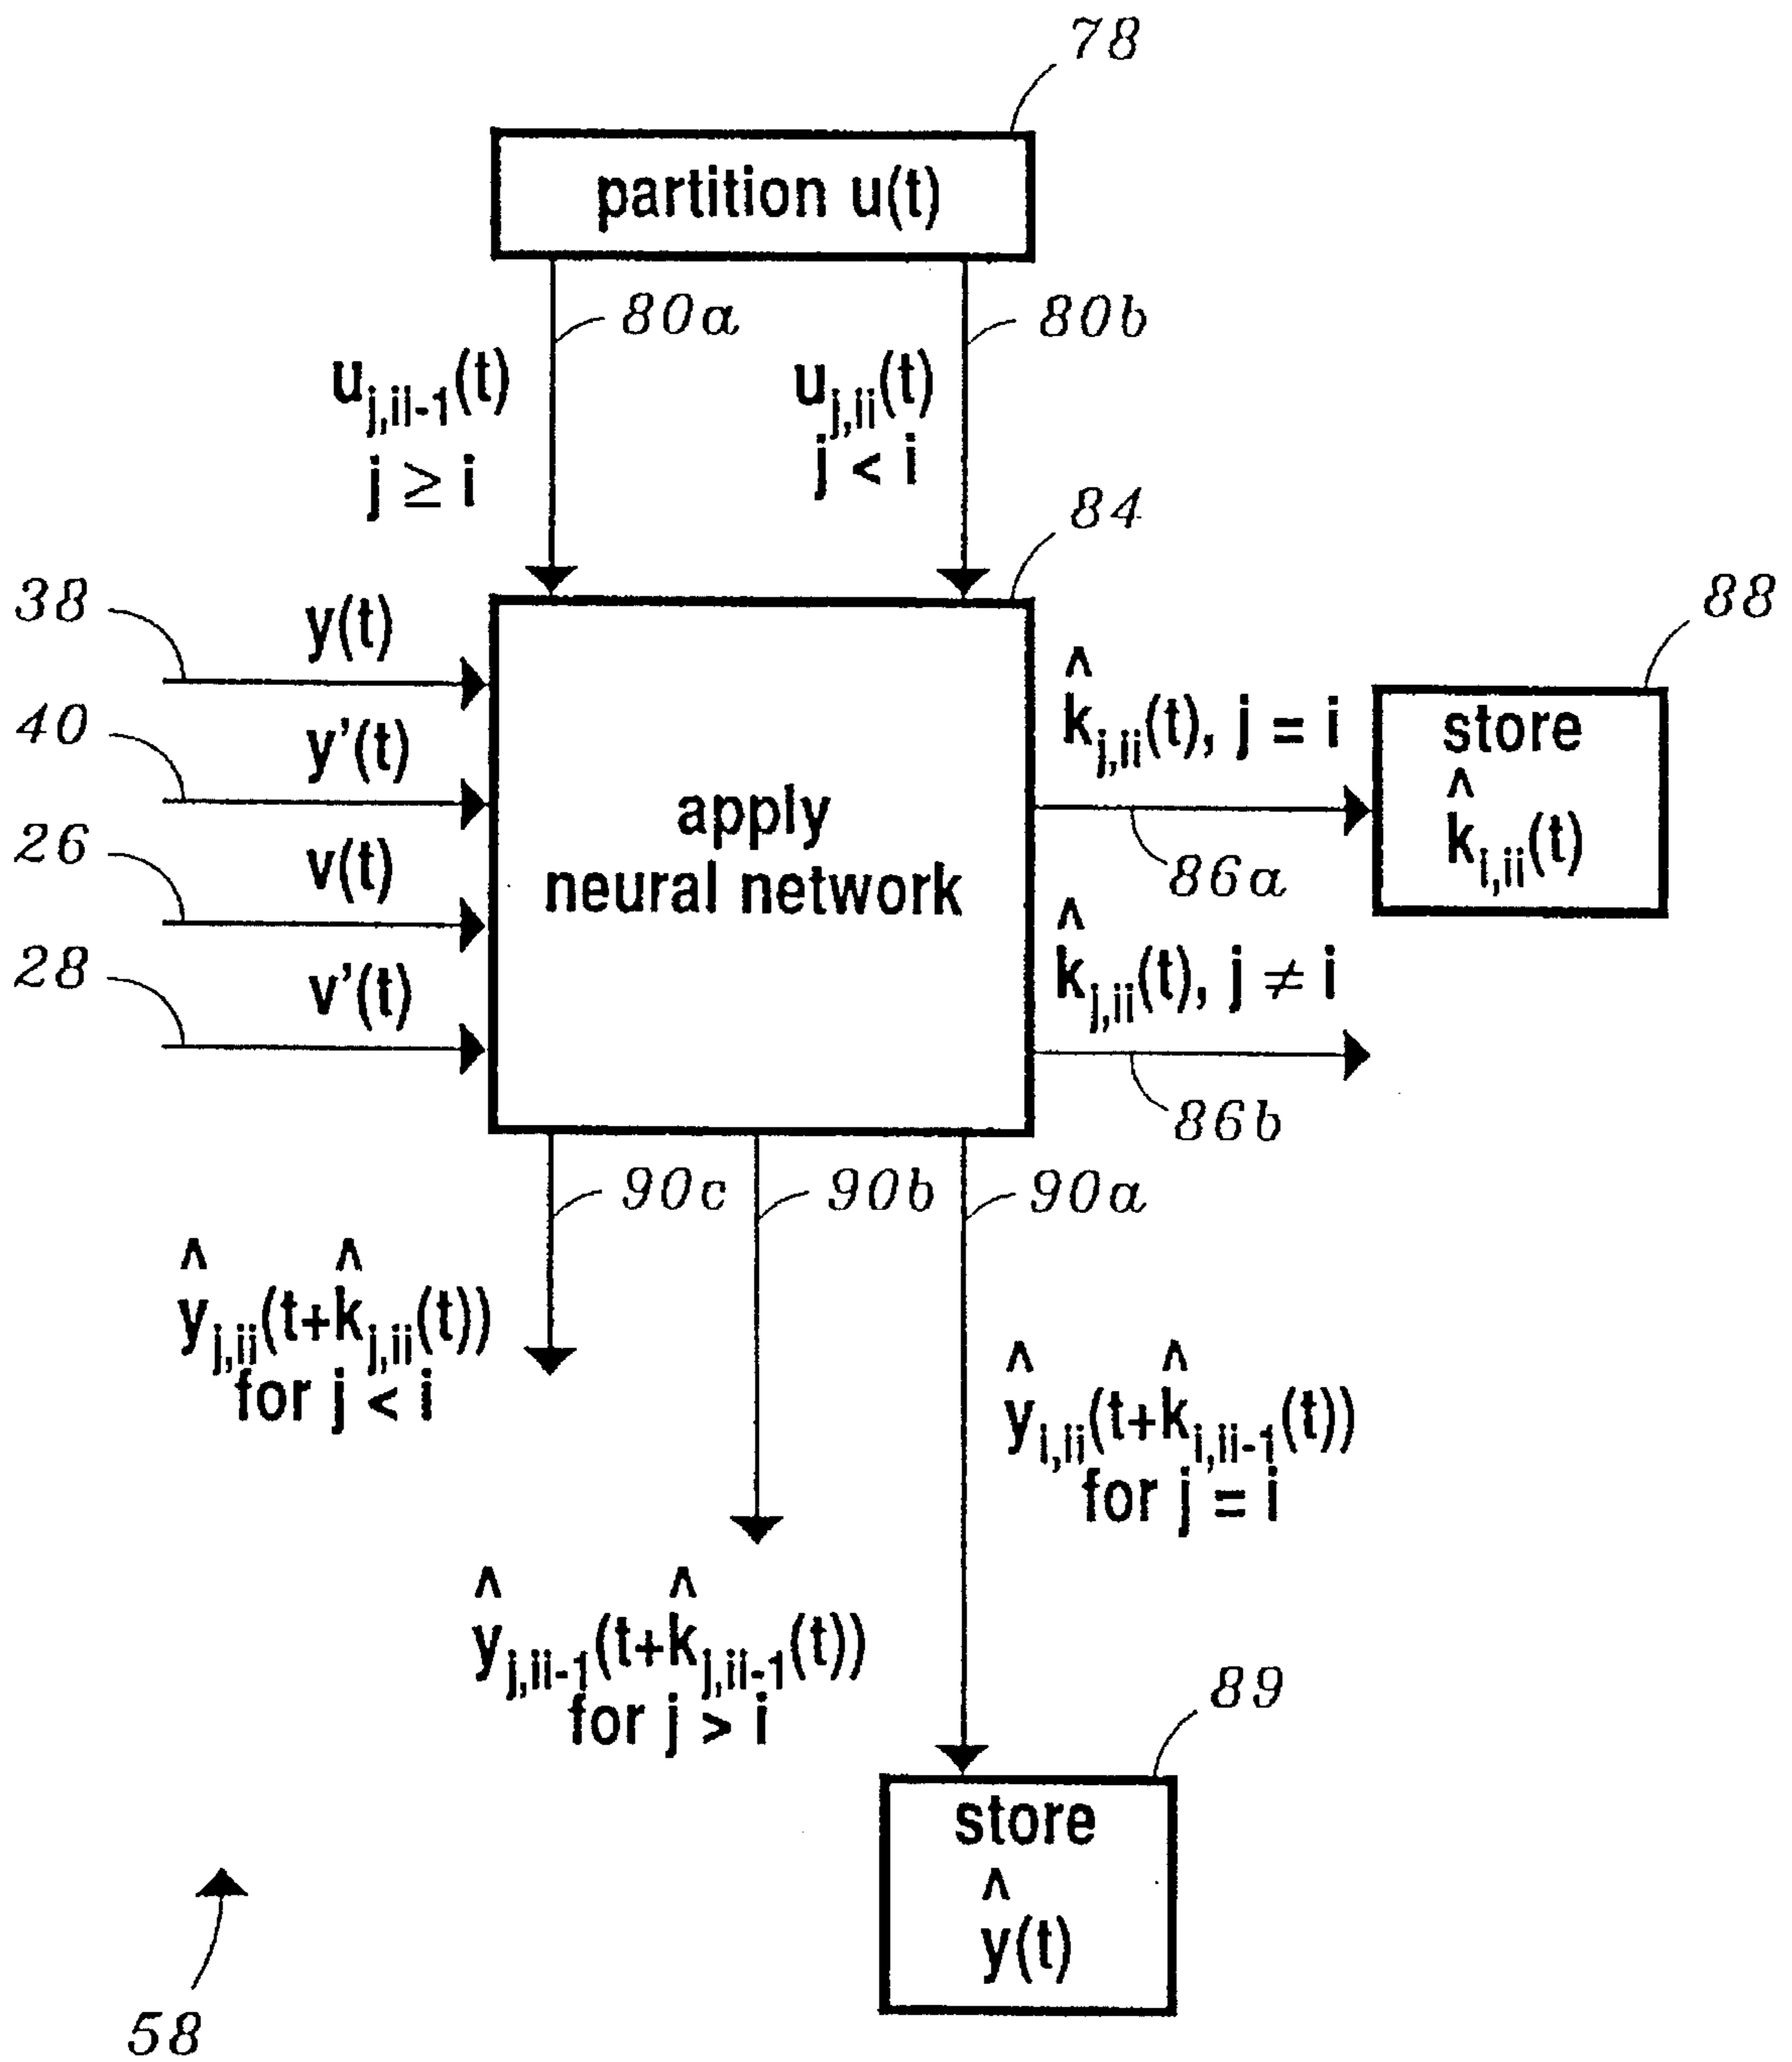 78
partition u(t)
80a
80b
u_{j,ii-1}(t)
j ≥ i
u_{j,ii}(t)
j < i
84
38
y(t)
40
y'(t)
26
v(t)
28
v'(t)
apply
neural network
k̂_{j,ii}(t), j = i
86a
88
store
k̂_{i,ii}(t)
k̂_{j,ii}(t), j ≠ i
86b
90c
90b
90a
ŷ_{j,ii}(t+k̂_{j,ii}(t))
for j < i
ŷ_{i,ii}(t+k̂_{i,ii-1}(t))
for j = i
ŷ_{j,ii-1}(t+k̂_{j,ii-1}(t))
for j > i
89
store
ŷ(t)
58